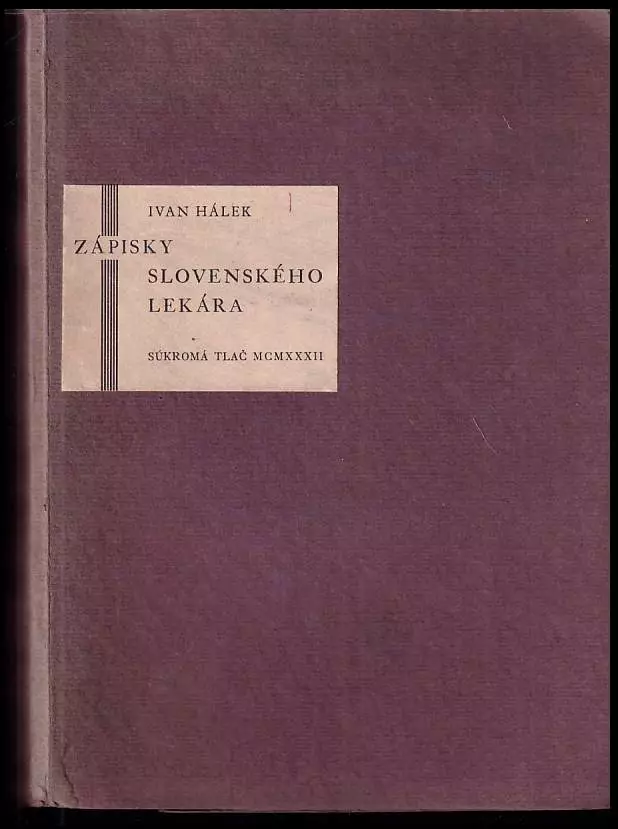 IVAN HÁLEK
ZÁPISKY
SLOVENSKÉHO
LEKÁRA
SÚKROMÁ TLAČ MCMXXXII